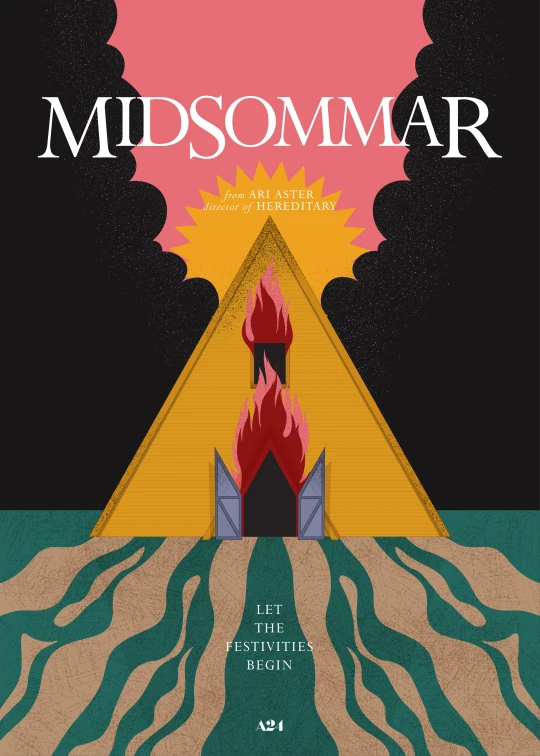 MIDSOMMAR
from ARI ASTER
director of HEREDITARY
LET
THE
FESTIVITIES
BEGIN
A24